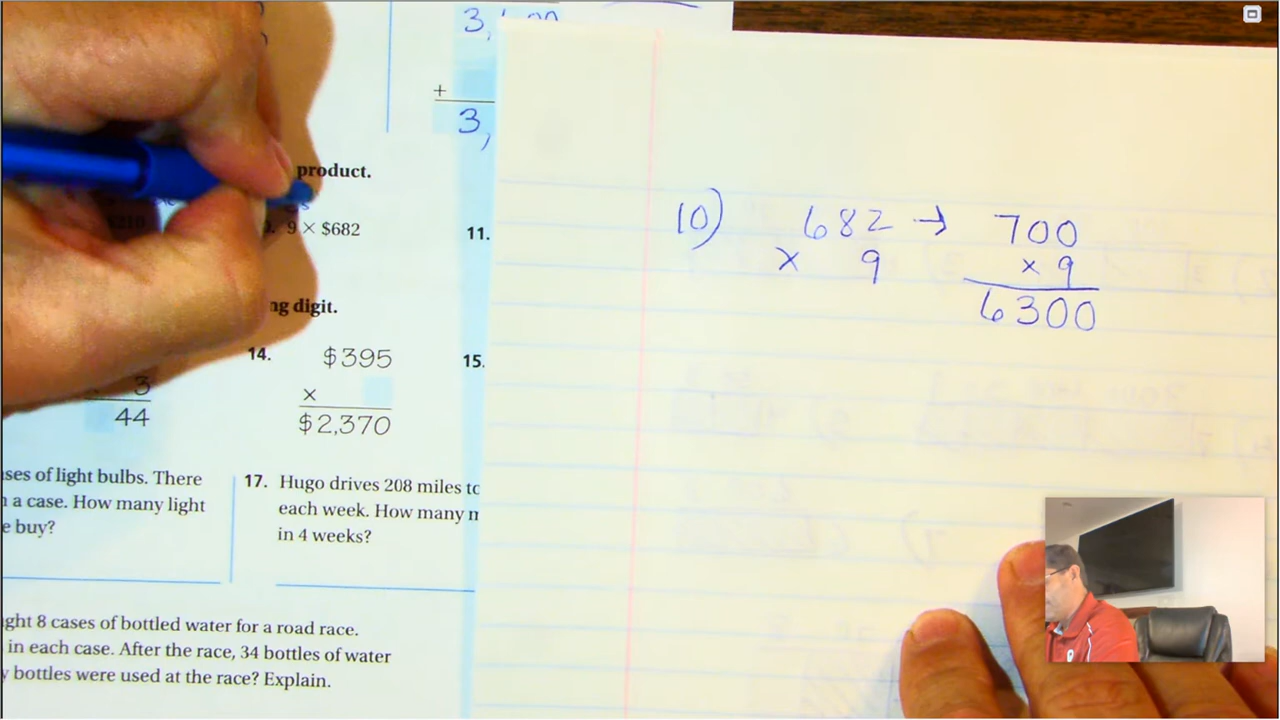 +
3,
product.
9 × $682
11.
ng digit.
14. $395
×
$2,370
15.
3
44
ses of light bulbs. There
a case. How many light
e buy?
17. Hugo drives 208 miles to
each week. How many
in 4 weeks?
ght 8 cases of bottled water for a road race.
in each case. After the race, 34 bottles of water
y bottles were used at the race? Explain.
10) 682 → 700
× 9 × 9
6300